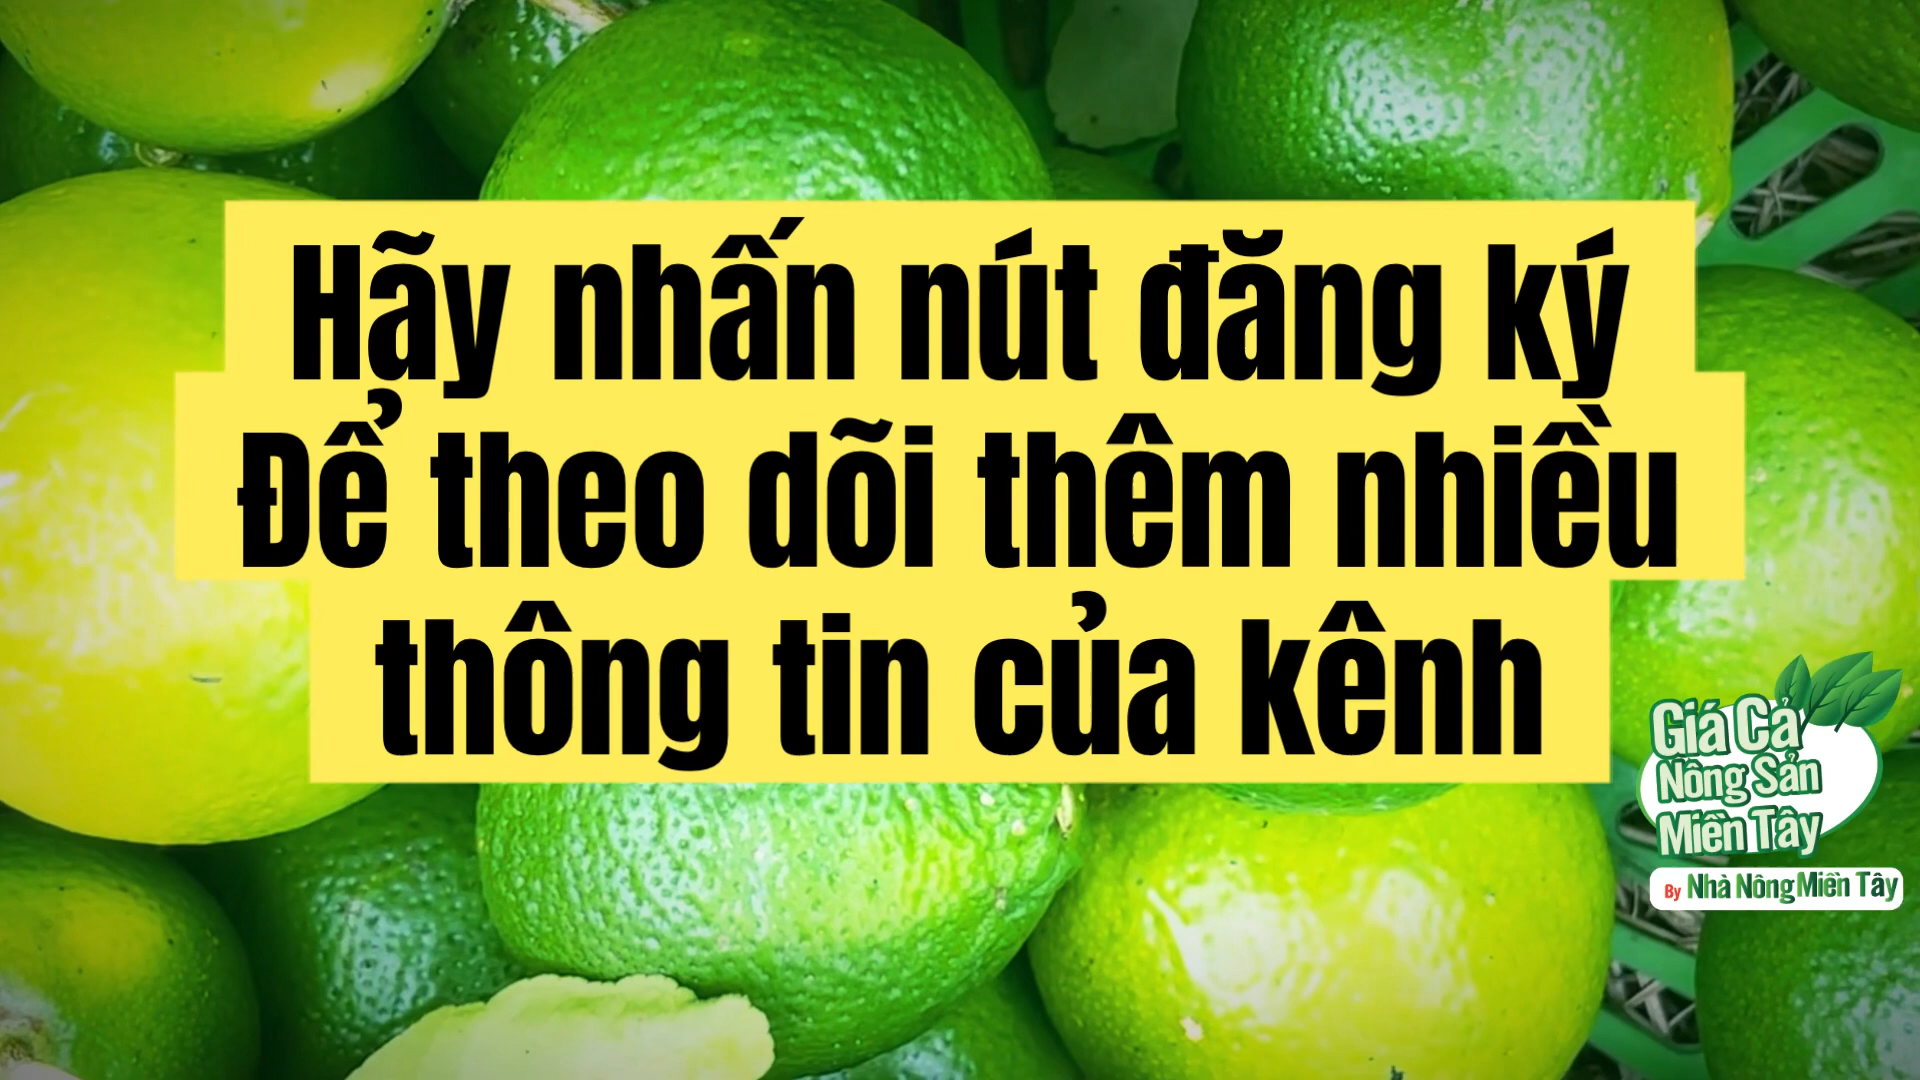 Hãy nhấn nút đăng ký
Để theo dõi thêm nhiều
thông tin của kênh
Giá Cả
Nông Sản
Miền Tây
By Nhà Nông Miền Tây